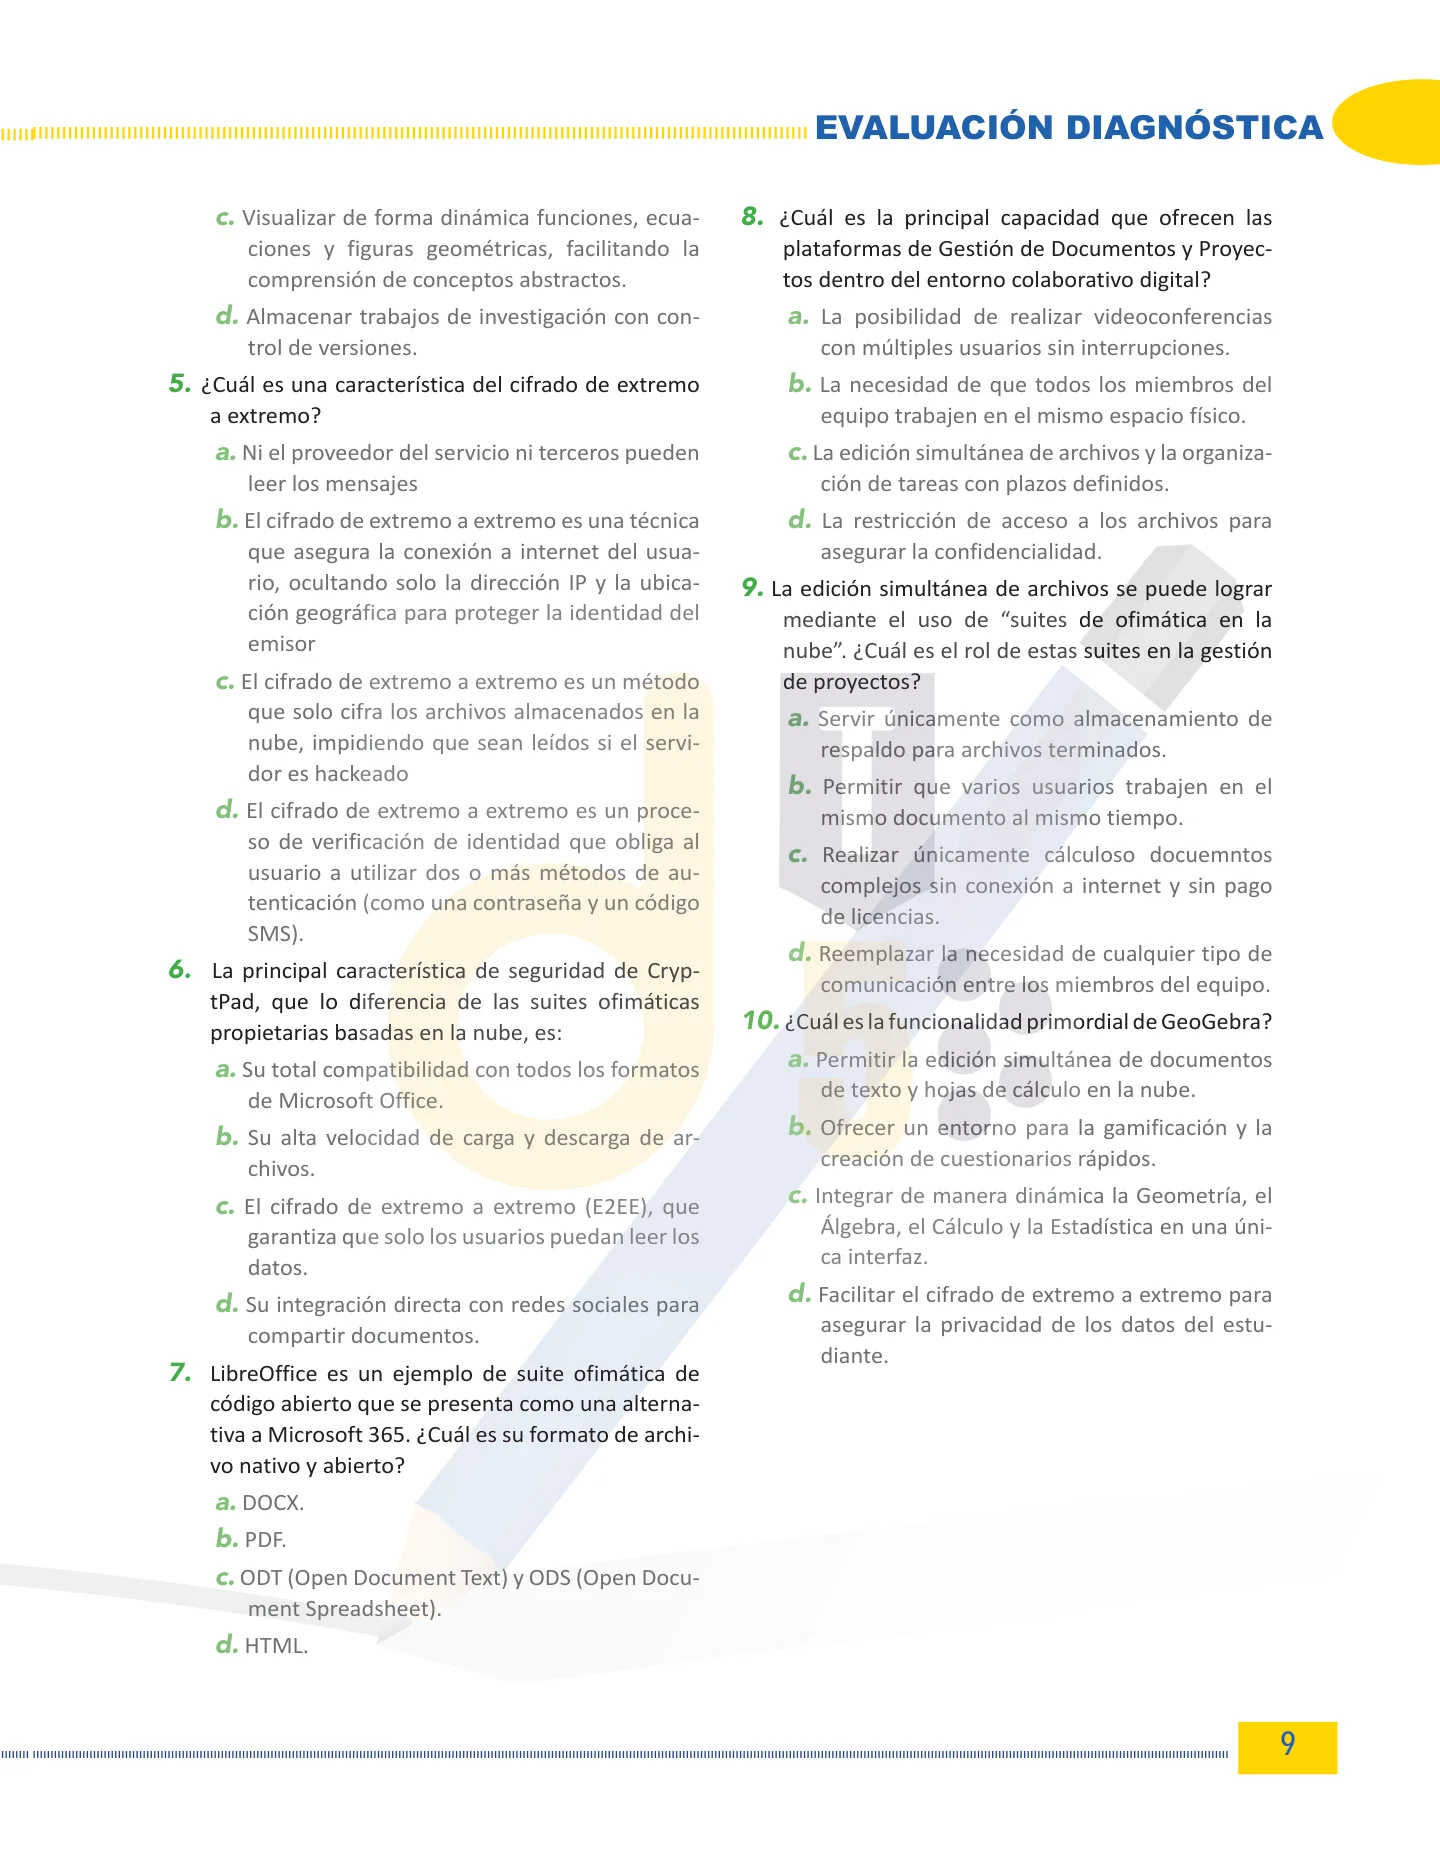 EVALUACIÓN DIAGNÓSTICA
c. Visualizar de forma dinámica funciones, ecua-
ciones y figuras geométricas, facilitando la
comprensión de conceptos abstractos.
d. Almacenar trabajos de investigación con con-
trol de versiones.
5. ¿Cuál es una característica del cifrado de extremo
a extremo?
a. Ni el proveedor del servicio ni terceros pueden
leer los mensajes
b. El cifrado de extremo a extremo es una técnica
que asegura la conexión a internet del usua-
rio, ocultando solo la dirección IP y la ubica-
ción geográfica para proteger la identidad del
emisor
c. El cifrado de extremo a extremo es un método
que solo cifra los archivos almacenados en la
nube, impidiendo que sean leídos si el servi-
dor es hackeado
d. El cifrado de extremo a extremo es un proce-
so de verificación de identidad que obliga al
usuario a utilizar dos o más métodos de au-
tenticación (como una contraseña y un código
SMS).
6. La principal característica de seguridad de Cryp-
tPad, que lo diferencia de las suites ofimáticas
propietarias basadas en la nube, es:
a. Su total compatibilidad con todos los formatos
de Microsoft Office.
b. Su alta velocidad de carga y descarga de ar-
chivos.
c. El cifrado de extremo a extremo (E2EE), que
garantiza que solo los usuarios puedan leer los
datos.
d. Su integración directa con redes sociales para
compartir documentos.
7. LibreOffice es un ejemplo de suite ofimática de
código abierto que se presenta como una alterna-
tiva a Microsoft 365. ¿Cuál es su formato de archi-
vo nativo y abierto?
a. DOCX.
b. PDF.
c. ODT (Open Document Text) y ODS (Open Docu-
ment Spreadsheet).
d. HTML.
8. ¿Cuál es la principal capacidad que ofrecen las
plataformas de Gestión de Documentos y Proyec-
tos dentro del entorno colaborativo digital?
a. La posibilidad de realizar videoconferencias
con múltiples usuarios sin interrupciones.
b. La necesidad de que todos los miembros del
equipo trabajen en el mismo espacio físico.
c. La edición simultánea de archivos y la organiza-
ción de tareas con plazos definidos.
d. La restricción de acceso a los archivos para
asegurar la confidencialidad.
9. La edición simultánea de archivos se puede lograr
mediante el uso de “suites de ofimática en la
nube”. ¿Cuál es el rol de estas suites en la gestión
de proyectos?
a. Servir únicamente como almacenamiento de
respaldo para archivos terminados.
b. Permitir que varios usuarios trabajen en el
mismo documento al mismo tiempo.
c. Realizar únicamente cálculoso docuemntos
complejos sin conexión a internet y sin pago
de licencias.
d. Reemplazar la necesidad de cualquier tipo de
comunicación entre los miembros del equipo.
10. ¿Cuál es la funcionalidad primordial de GeoGebra?
a. Permitir la edición simultánea de documentos
de texto y hojas de cálculo en la nube.
b. Ofrecer un entorno para la gamificación y la
creación de cuestionarios rápidos.
c. Integrar de manera dinámica la Geometría, el
Álgebra, el Cálculo y la Estadística en una úni-
ca interfaz.
d. Facilitar el cifrado de extremo a extremo para
asegurar la privacidad de los datos del estu-
diante.
9